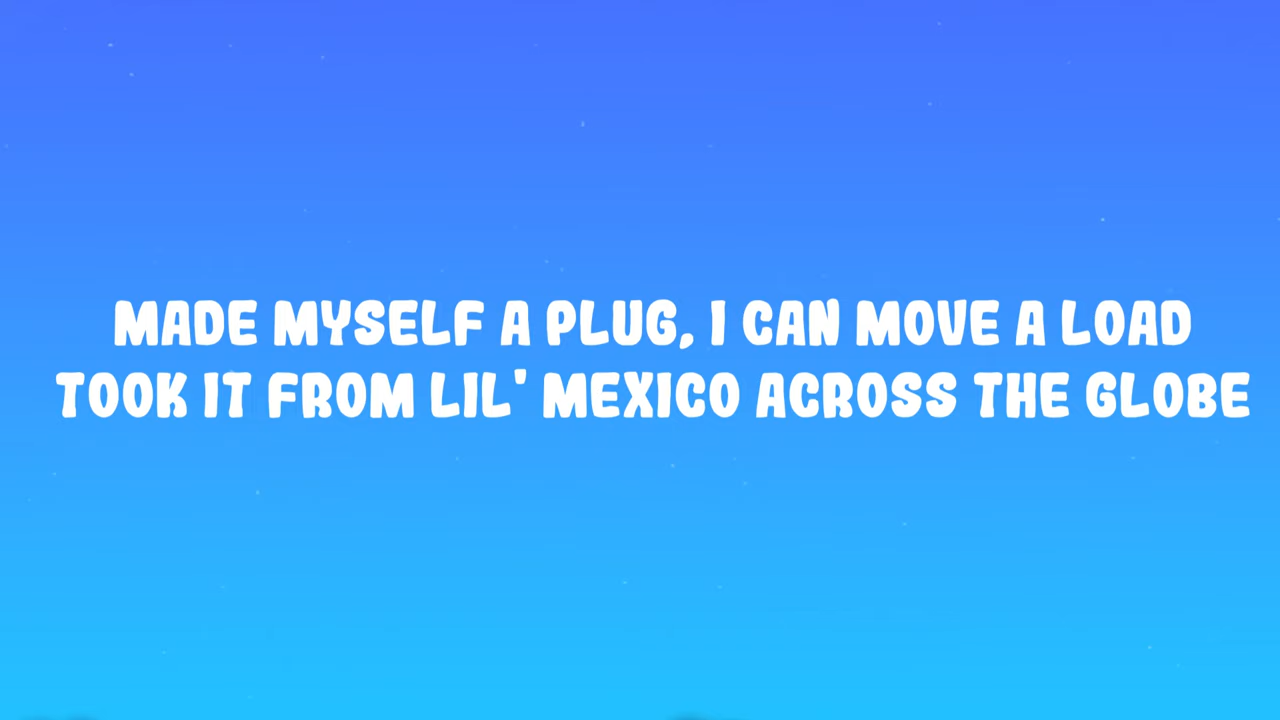 MADE MYSELF A PLUG, I CAN MOVE A LOAD
TOOK IT FROM LIL' MEXICO ACROSS THE GLOBE